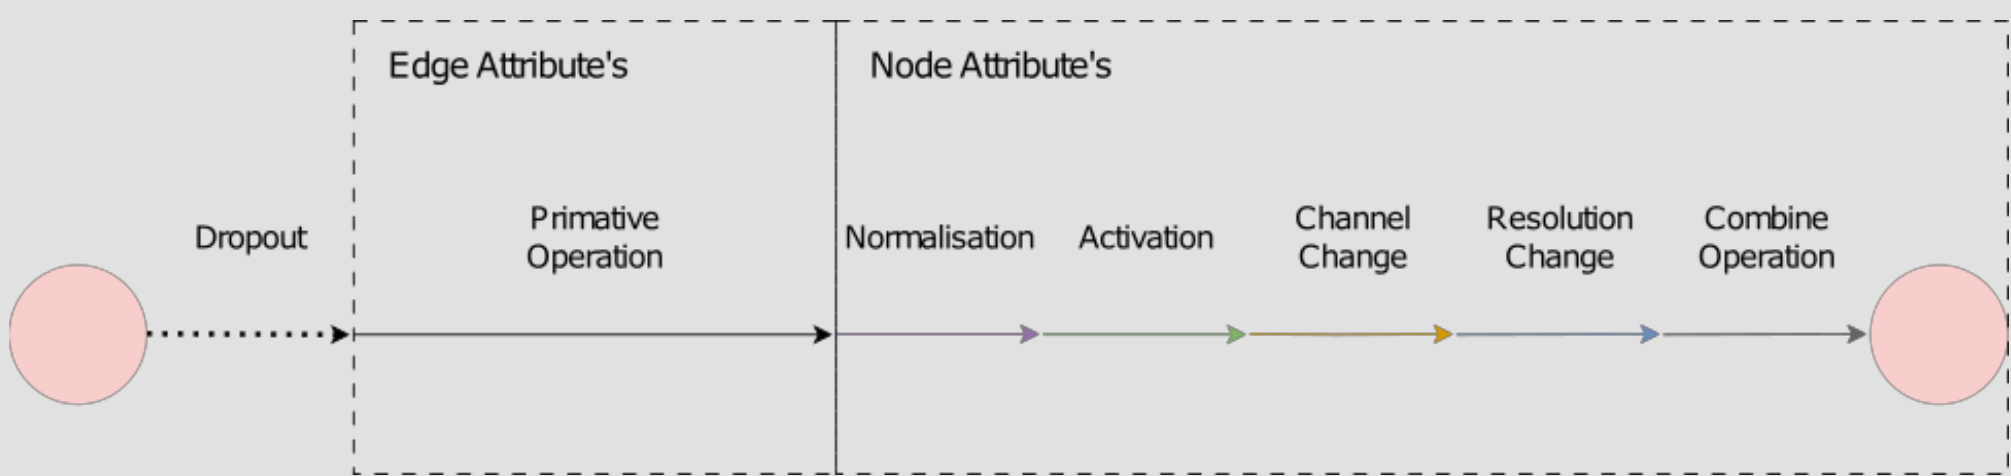 Edge Attribute's
Node Attribute's
Dropout
Primative
Operation
Normalisation
Activation
Channel
Change
Resolution
Change
Combine
Operation